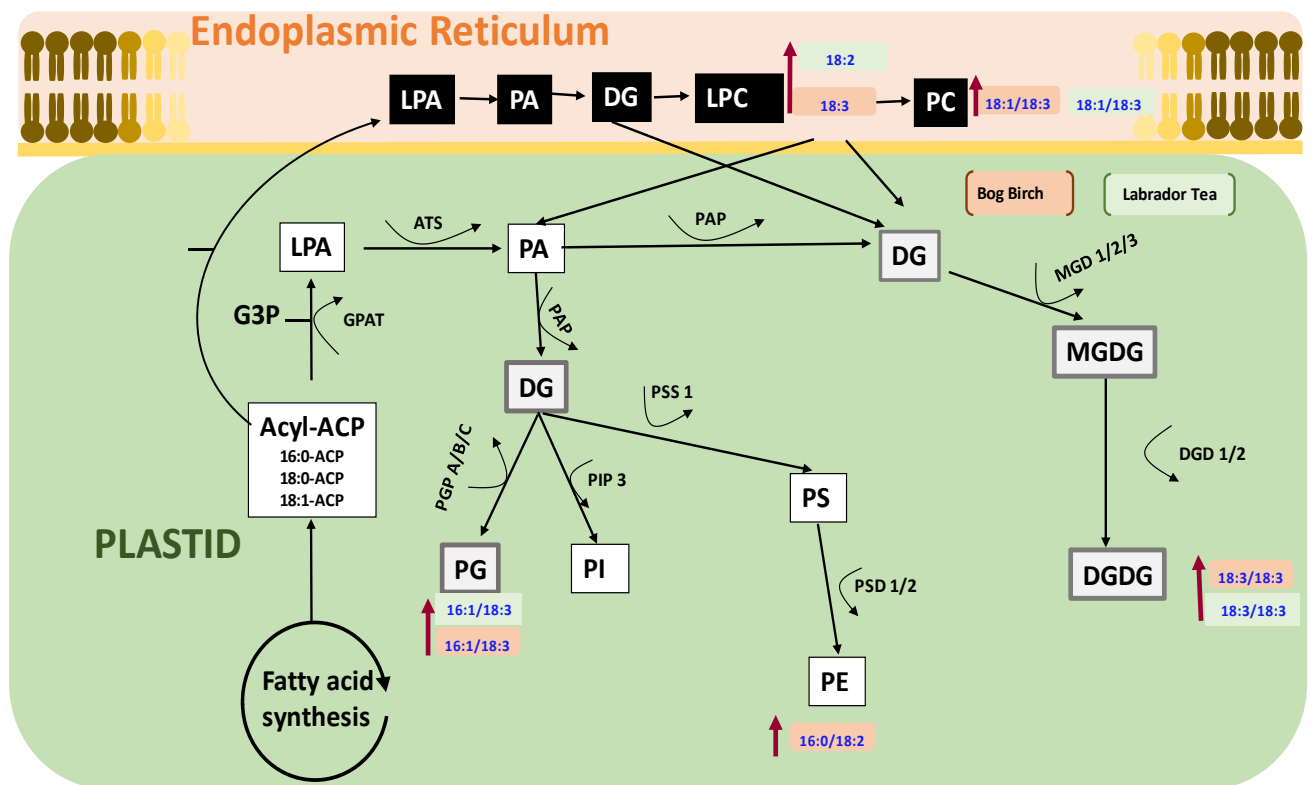 Endoplasmic Reticulum
18:2
LPA
PA
DG
LPC
18:3
PC
18:1/18:3
18:1/18:3
Bog Birch
Labrador Tea
LPA
ATS
PA
PAP
DG
MGD 1/2/3
G3P
GPAT
PAP
MGDG
DG
PSS 1
Acyl-ACP
16:0-ACP
18:0-ACP
18:1-ACP
PGP A/B/C
PIP 3
DGD 1/2
PS
PLASTID
PG
PI
PSD 1/2
DGDG
18:3/18:3
18:3/18:3
16:1/18:3
16:1/18:3
Fatty acid
synthesis
PE
16:0/18:2